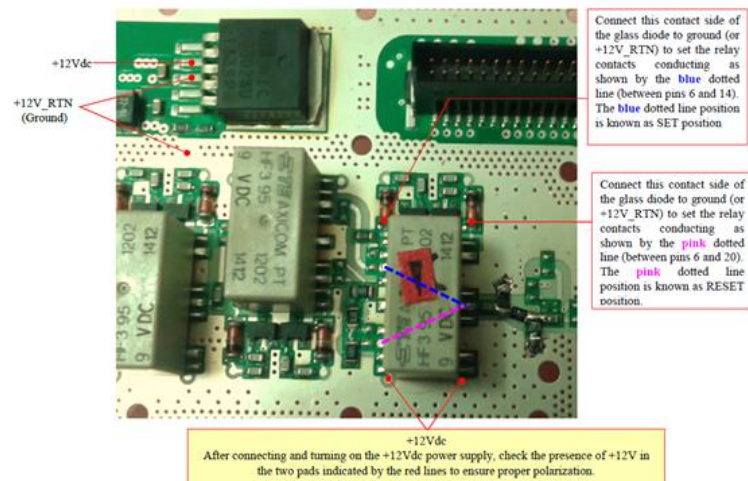 +12Vdc
+12V_RTN
(Ground)
Connect this contact side of
the glass diode to ground (or
+12V_RTN) to set the relay
contacts conducting as
shown by the blue dotted
line (between pins 6 and 14).
The blue dotted line position
is known as SET position
Connect this contact side of
the glass diode to ground (or
+12V_RTN) to set the relay
contacts conducting as
shown by the pink dotted
line (between pins 6 and 20).
The pink dotted line
position is known as RESET
position.
HF3 95
1202
1412
9 VDC
HF3 95
9 VDC
AXICOM PT
1202
1412
PT
1412
HF3 95
9 VDC
+12Vdc
After connecting and turning on the +12Vdc power supply, check the presence of +12V in
the two pads indicated by the red lines to ensure proper polarization.